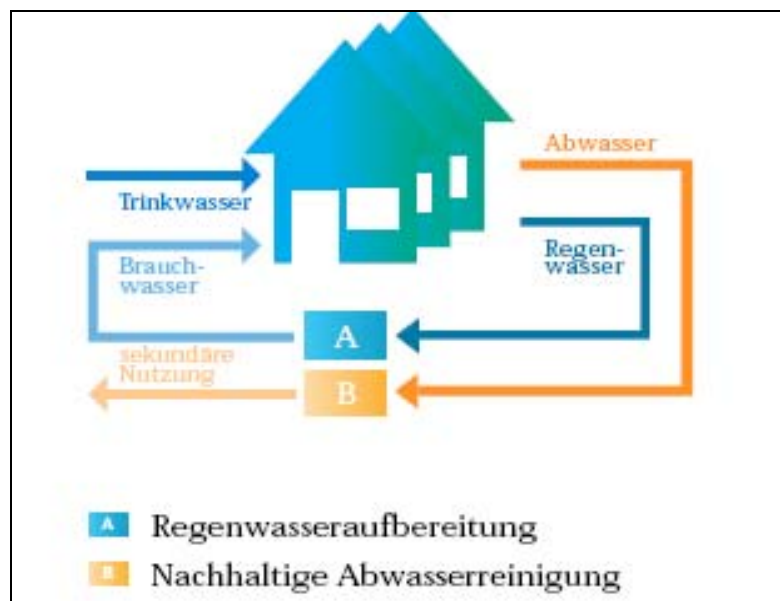 Abwasser
Trinkwasser
Regen-
wasser
Brauch-
wasser
A
sekundäre
Nutzung
B
A Regenwasseraufbereitung
B Nachhaltige Abwasserreinigung